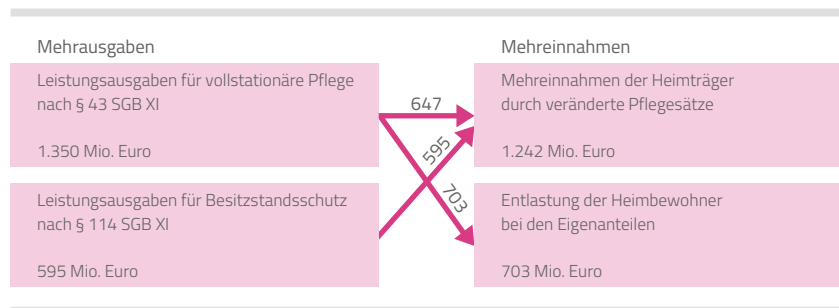 Mehrausgaben
Leistungsausgaben für vollstationäre Pflege
nach § 43 SGB XI
1.350 Mio. Euro
Leistungsausgaben für Besitzstandsschutz
nach § 114 SGB XI
595 Mio. Euro
647
595
703
Mehreinnahmen
Mehreinnahmen der Heimträger
durch veränderte Pflegesätze
1.242 Mio. Euro
Entlastung der Heimbewohner
bei den Eigenanteilen
703 Mio. Euro